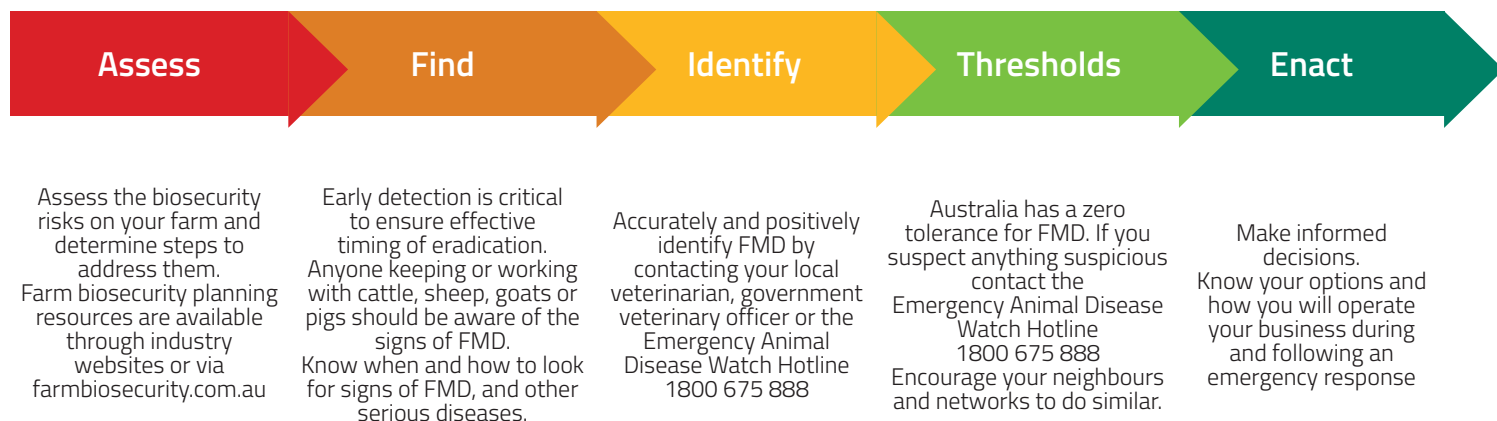 Assess
Find
Identify
Thresholds
Enact
Assess the biosecurity
risks on your farm and
determine steps to
address them.
Farm biosecurity planning
resources are available
through industry
websites or via
farmbiosecurity.com.au
Early detection is critical
to ensure effective
timing of eradication.
Anyone keeping or working
with cattle, sheep, goats or
pigs should be aware of the
signs of FMD.
Know when and how to look
for signs of FMD, and other
serious diseases.
Accurately and positively
identify FMD by
contacting your local
veterinarian, government
veterinary officer or the
Emergency Animal
Disease Watch Hotline
1800 675 888
Australia has a zero
tolerance for FMD. If you
suspect anything suspicious
contact the
Emergency Animal Disease
Watch Hotline
1800 675 888
Encourage your neighbours
and networks to do similar.
Make informed
decisions.
Know your options and
how you will operate
your business during
and following an
emergency response